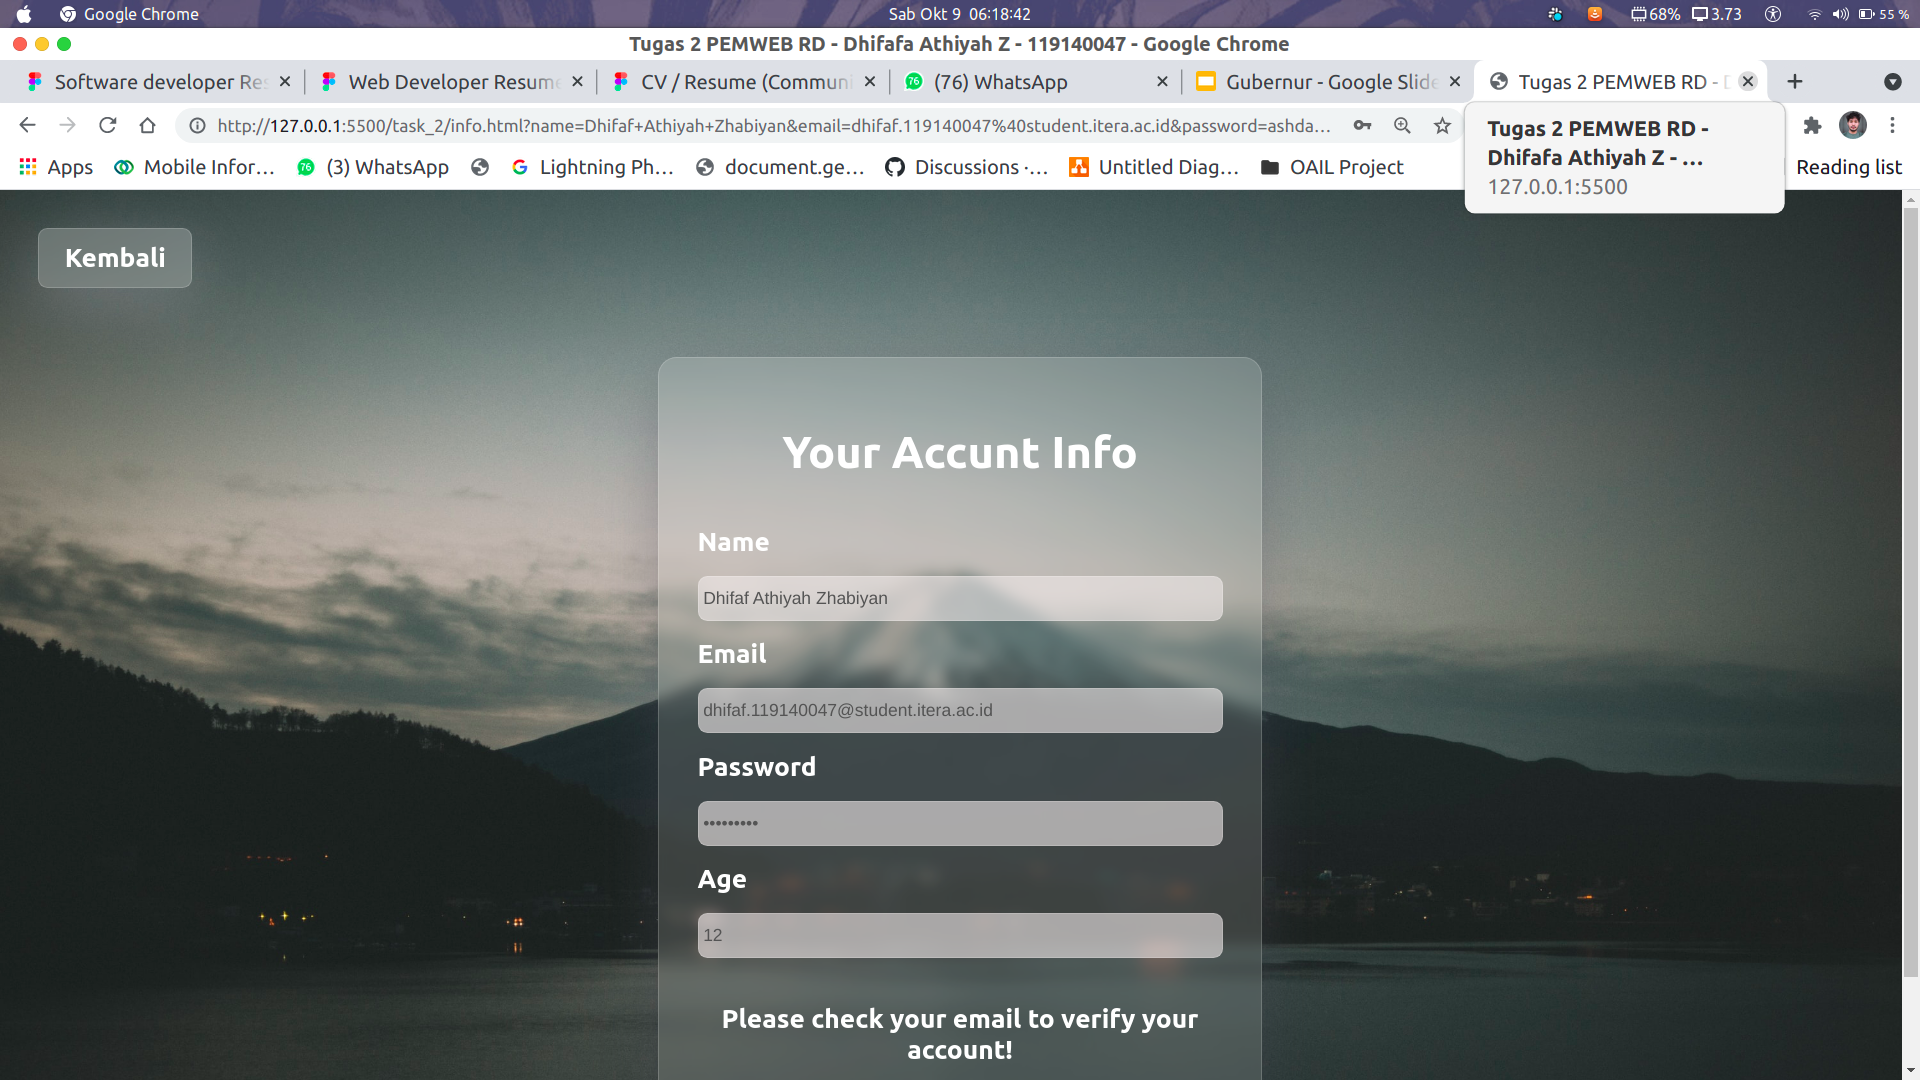 Google Chrome
Sab Okt 9 06:18:42
68%
3.73
55 %
Tugas 2 PEMWEB RD - Dhifafa Athiyah Z - 119140047 - Google Chrome
Software developer Res
Web Developer Resume
CV / Resume (Communi
(76) WhatsApp
Gubernur - Google Slide
Tugas 2 PEMWEB RD - D
http://127.0.0.1:5500/task_2/info.html?name=Dhifaf+Athiyah+Zhabiyan&email=dhifaf.119140047%40student.itera.ac.id&password=ashda...
Tugas 2 PEMWEB RD -
Dhifafa Athiyah Z - ...
127.0.0.1:5500
Apps
Mobile Infor...
(3) WhatsApp
Lightning Ph...
document.ge...
Discussions ·...
Untitled Diag...
OAIL Project
Reading list
Kembali
Your Accunt Info
Name
Dhifaf Athiyah Zhabiyan
Email
dhifaf.119140047@student.itera.ac.id
Password
•••••••••
Age
12
Please check your email to verify your
account!